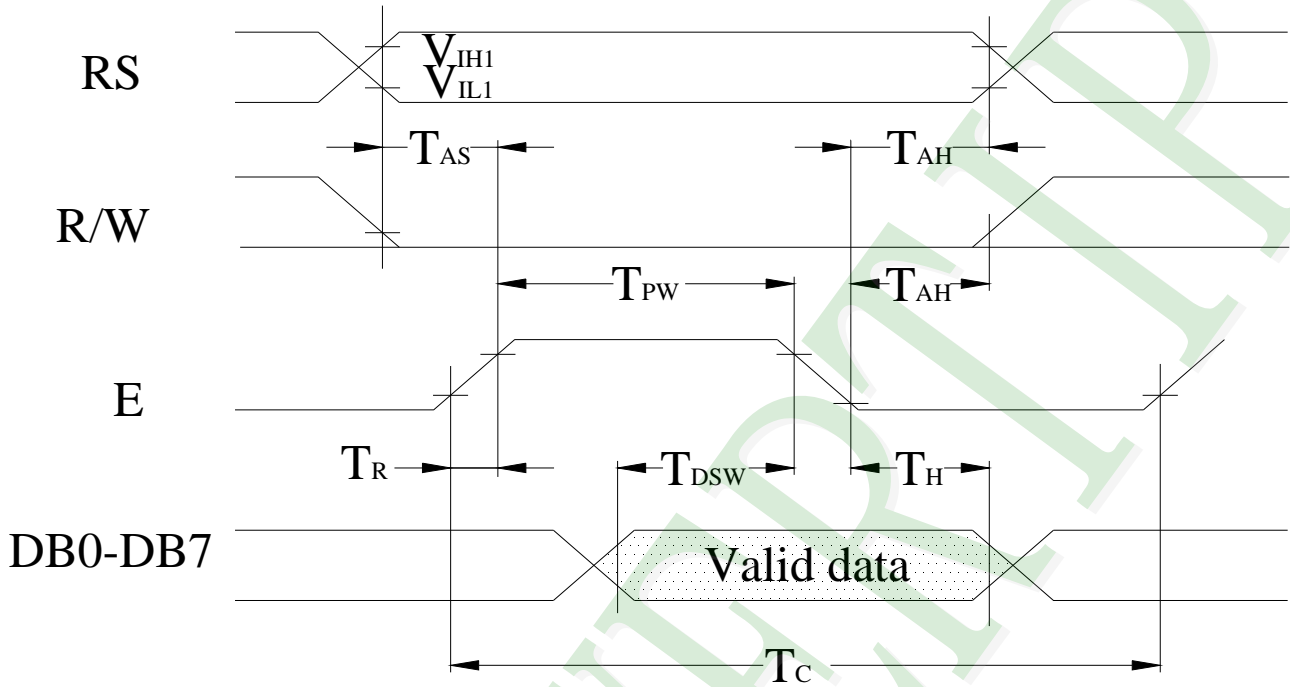 RS
VIH1
VIL1
TAS
TAH
R/W
TPW
TAH
E
TR
TDSW
TH
DB0-DB7
Valid data
TC